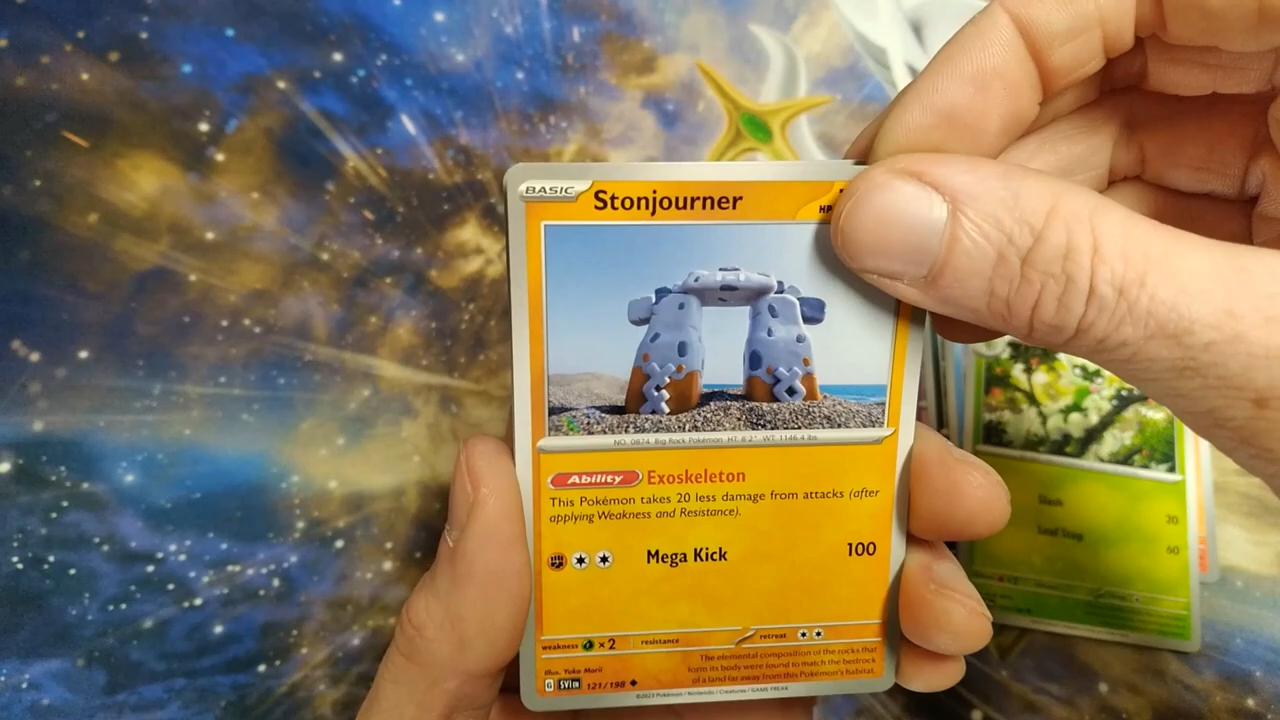 BASIC Stonjourner HP
NO. 0874 Big Rock Pokémon HT: 8'2" WT: 1146.4 lbs
Ability Exoskeleton
This Pokémon takes 20 less damage from attacks (after
applying Weakness and Resistance).
Mega Kick 100
weakness ×2 resistance retreat
The elemental composition of the rocks that
form its body were found to match the bedrock
of a land far away from this Pokémon's habitat.
Illus. Yuka Morii
G SVI EN 121/198
©2023 Pokémon / Nintendo / Creatures / GAME FREAK
Slash 20
Leaf Step 60
×2